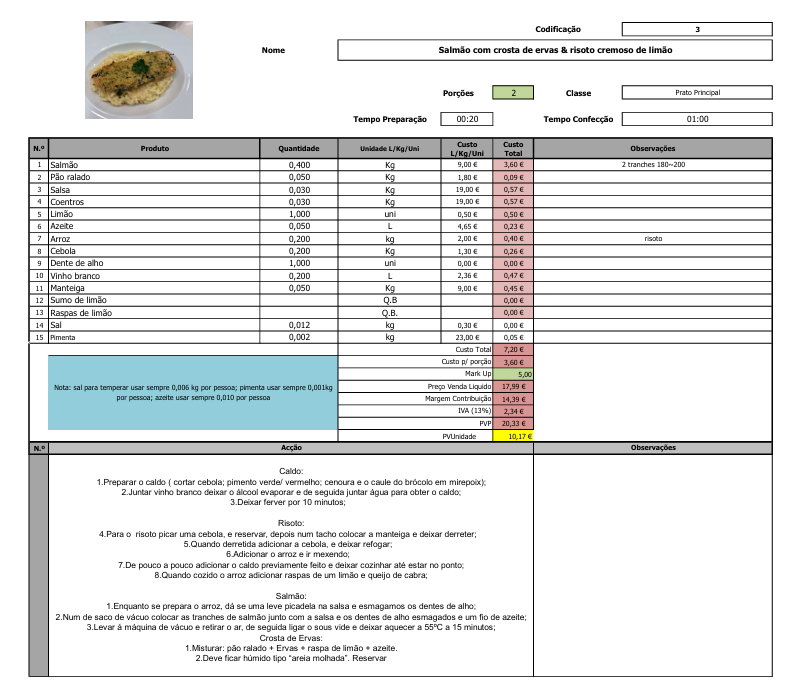 Codificação 3
Nome Salmão com crosta de ervas & risoto cremoso de limão
Porções 2 Classe Prato Principal
Tempo Preparação 00:20 Tempo Confecção 01:00
N.º Produto Quantidade Unidade L/Kg/Uni Custo L/Kg/Uni Custo Total Observações
1 Salmão 0,400 Kg 9,00 € 3,60 € 2 tranches 180~200
2 Pão ralado 0,050 Kg 1,80 € 0,09 €
3 Salsa 0,030 Kg 19,00 € 0,57 €
4 Coentros 0,030 Kg 19,00 € 0,57 €
5 Limão 1,000 uni 0,50 € 0,50 €
6 Azeite 0,050 L 4,65 € 0,23 €
7 Arroz 0,200 kg 2,00 € 0,40 € risoto
8 Cebola 0,200 kg 1,30 € 0,26 €
9 Dente de alho 1,000 uni 0,00 € 0,00 €
10 Vinho branco 0,200 L 2,36 € 0,47 €
11 Manteiga 0,050 Kg 9,00 € 0,45 €
12 Sumo de limão Q.B 0,00 €
13 Raspas de limão Q.B. 0,00 €
14 Sal 0,012 kg 0,30 € 0,00 €
15 Pimenta 0,002 kg 23,00 € 0,05 €
Custo Total 7,20 €
Custo p/ porção 3,60 €
Mark Up 5,00
Preço Venda Liquido 17,99 €
Margem Contribuição 14,39 €
IVA (13%) 2,34 €
PVP 20,33 €
PVUnidade 10,17 €
Nota: sal para temperar usar sempre 0,006 kg por pessoa; pimenta usar sempre 0,001kg
por pessoa; azeite usar sempre 0,010 por pessoa
N.º Acção Observações
Caldo:
1.Preparar o caldo ( cortar cebola; pimento verde/ vermelho; cenoura e o caule do brócolo em mirepoix);
2.Juntar vinho branco deixar o álcool evaporar e de seguida juntar água para obter o caldo;
3.Deixar ferver por 10 minutos;
Risoto:
4.Para o risoto picar uma cebola, e reservar, depois num tacho colocar a manteiga e deixar derreter;
5.Quando derretida adicionar a cebola, e deixar refogar;
6.Adicionar o arroz e ir mexendo;
7.De pouco a pouco adicionar o caldo previamente feito e deixar cozinhar até estar no ponto;
8.Quando cozido o arroz adicionar raspas de um limão e queijo de cabra;
Salmão:
1.Enquanto se prepara o arroz, dá se uma leve picadela na salsa e esmagamos os dentes de alho;
2.Num de saco de vácuo colocar as tranches de salmão junto com a salsa e os dentes de alho esmagados e um fio de azeite;
3.Levar á máquina de vácuo e retirar o ar, de seguida ligar o sous vide e deixar aquecer a 55ºC a 15 minutos;
Crosta de Ervas:
1.Misturar: pão ralado + Ervas + raspa de limão + azeite.
2.Deve ficar húmido tipo “areia molhada”. Reservar